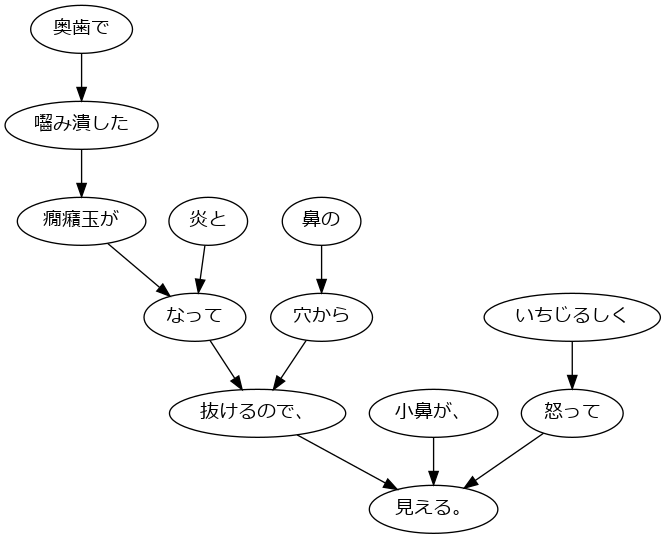 奥歯で
囓み潰した
癇癪玉が
炎と
鼻の
なって
穴から
いちじるしく
抜けるので、
小鼻が、
怒って
見える。